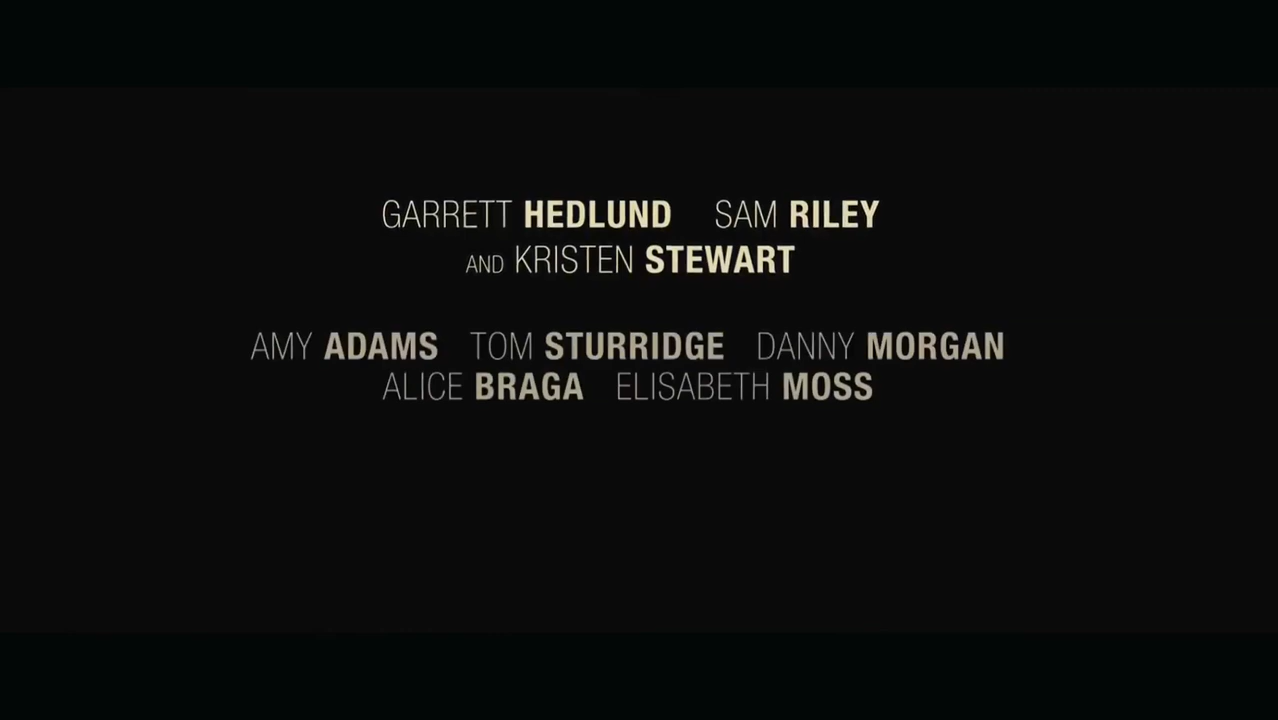 GARRETT HEDLUND SAM RILEY
AND KRISTEN STEWART
AMY ADAMS TOM STURRIDGE DANNY MORGAN
ALICE BRAGA ELISABETH MOSS